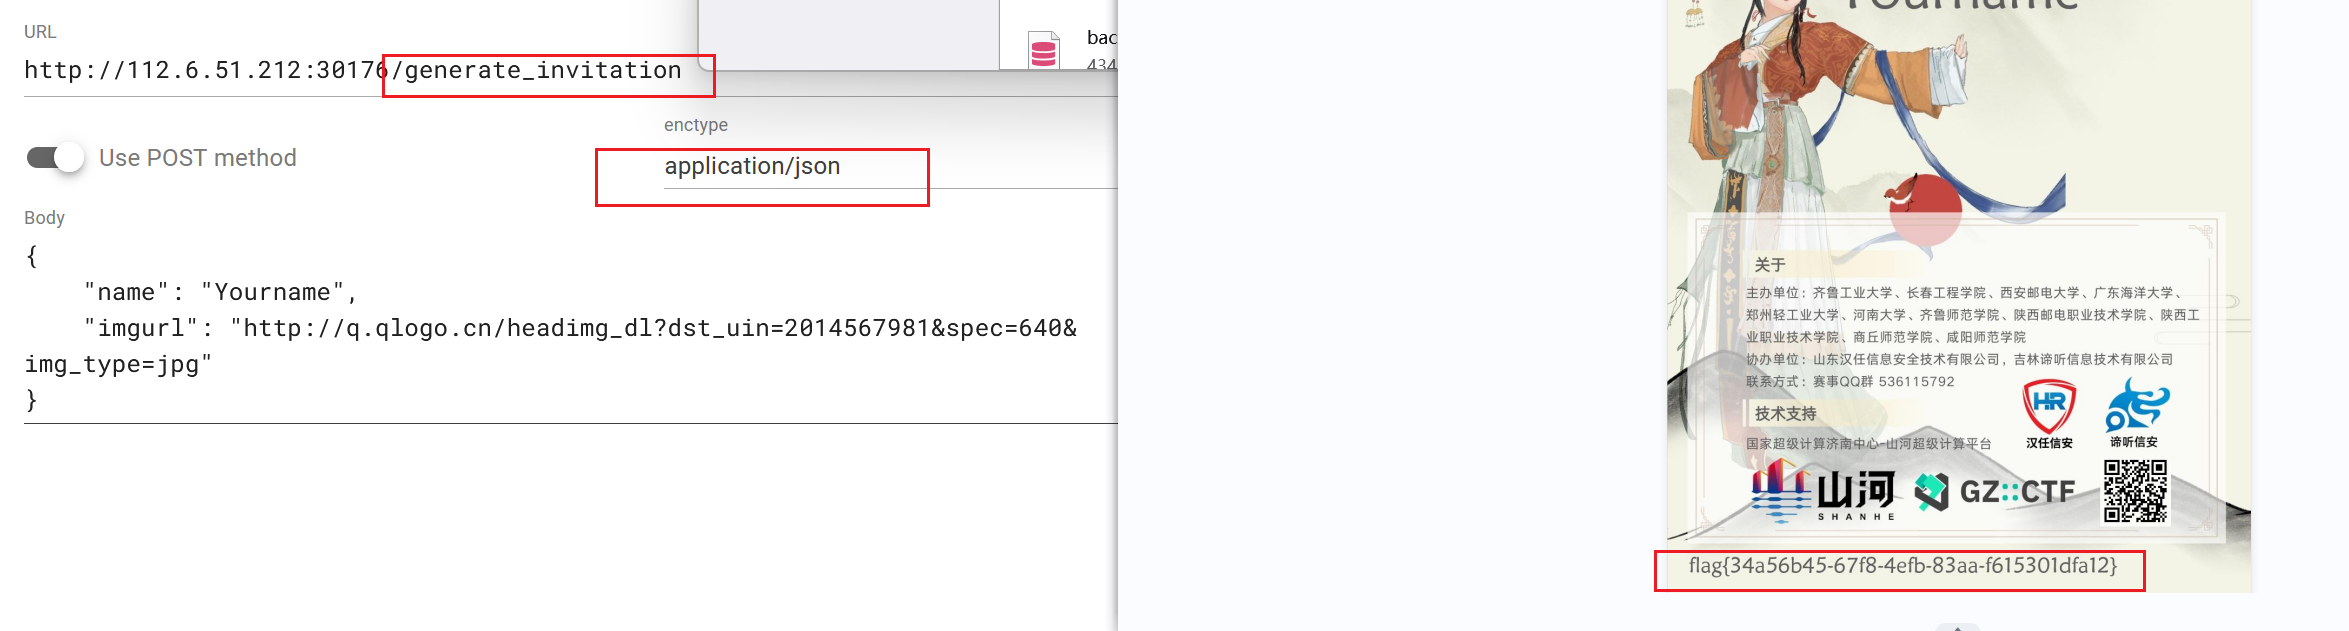 URL
http://112.6.51.212:30176/generate_invitation
Use POST method
enctype
application/json
Body
{
"name": "Yourname",
"imgurl": "http://q.qlogo.cn/headimg_dl?dst_uin=2014567981&spec=640&
img_type=jpg"
}
bac
434
Yourname
关于
主办单位：齐鲁工业大学、长春工程学院、西安邮电大学、广东海洋大学、
郑州轻工业大学、河南大学、齐鲁师范学院、陕西邮电职业技术学院、陕西工
业职业技术学院、商丘师范学院、咸阳师范学院
协办单位：山东汉任信息安全技术有限公司，吉林谛听信息技术有限公司
联系方式：赛事QQ群 536115792
HR
汉任信安
谛听信安
技术支持
国家超级计算济南中心-山河超级计算平台
山河
SHANHE
GZ::CTF
flag{34a56b45-67f8-4efb-83aa-f615301dfa12}